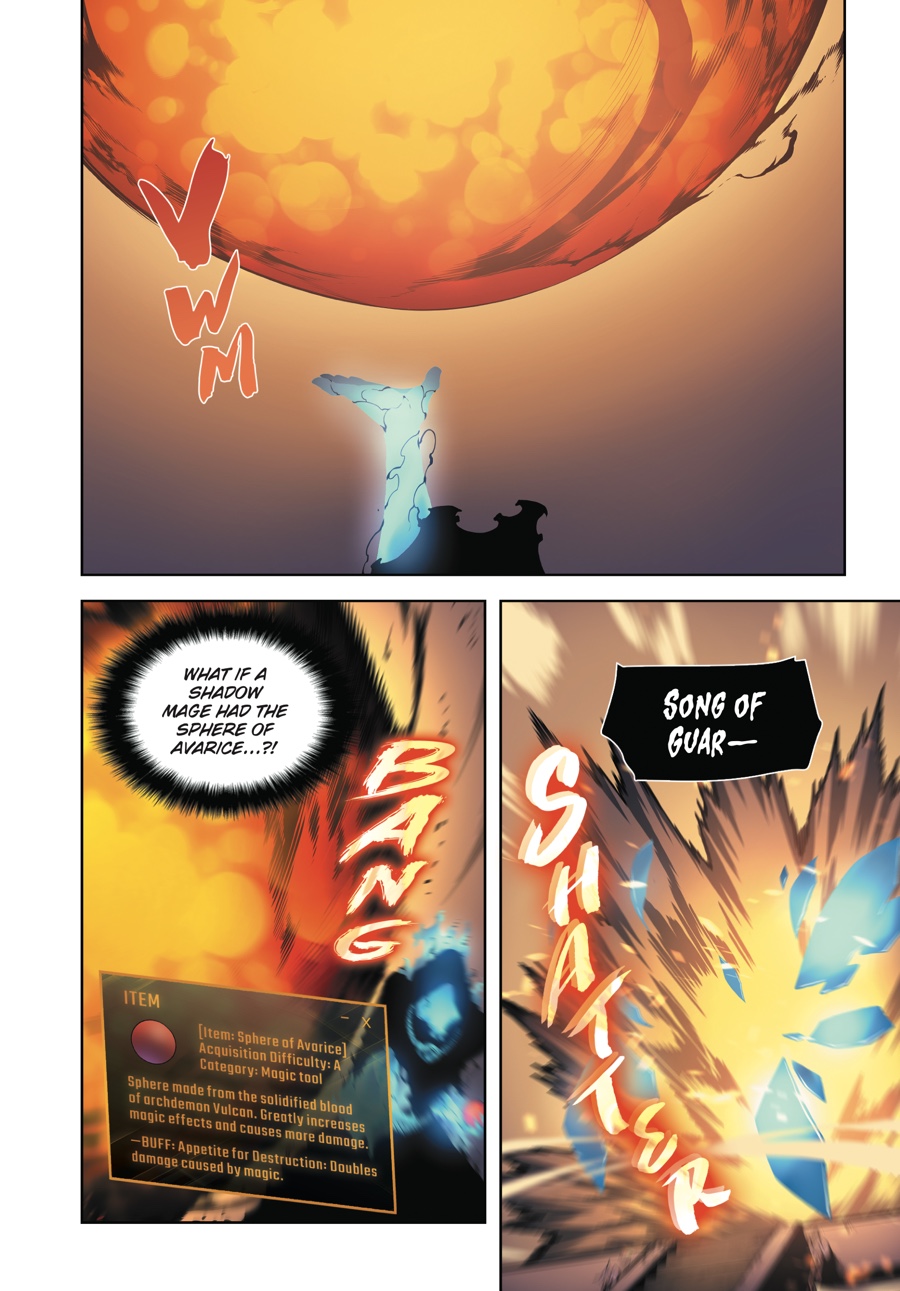 VWM
WHAT IF A
SHADOW
MAGE HAD THE
SPHERE OF
AVARICE...?!
BANG
ITEM
– X
[Item: Sphere of Avarice]
Acquisition Difficulty: A
Category: Magic tool
Sphere made from the solidified blood
of archdemon Vulcan. Greatly increases
magic effects and causes more damage.
—BUFF: Appetite for Destruction: Doubles
damage caused by magic.
SONG OF
GUAR—
SHATTER